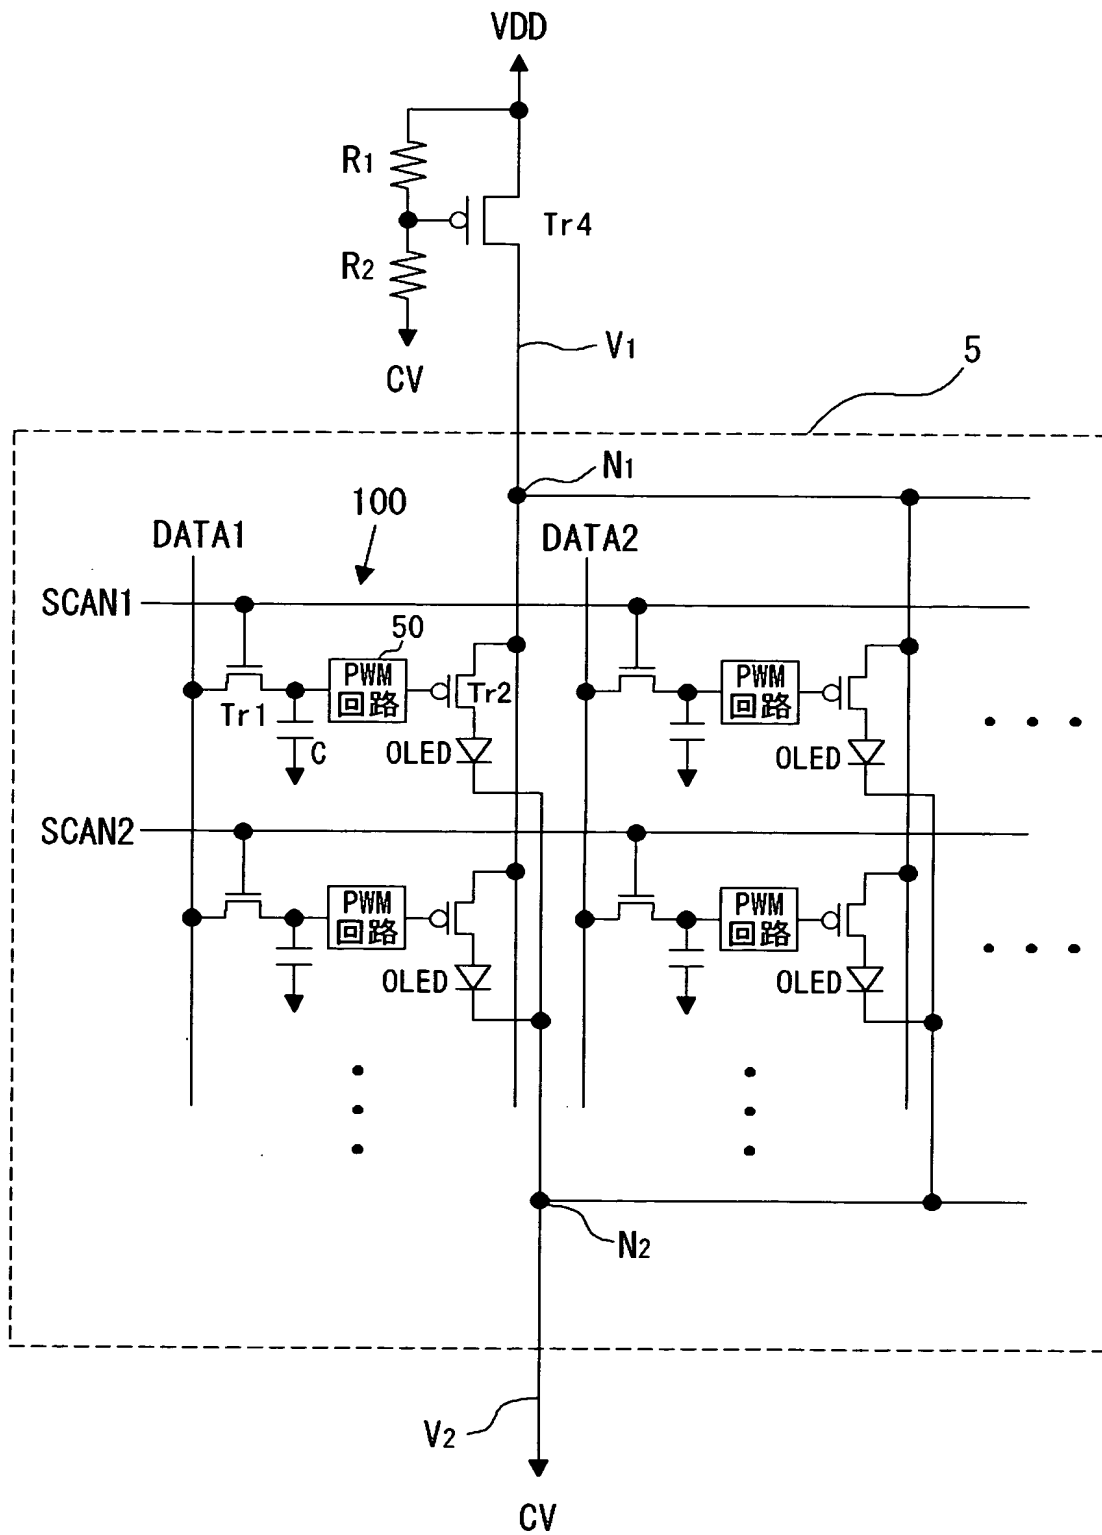 VDD
R1
Tr4
R2
V1
CV
5
N1
100
DATA1
DATA2
SCAN1
50
PWM
回路
Tr2
PWM
回路
Tr1
C
OLED
OLED
SCAN2
PWM
回路
PWM
回路
OLED
OLED
N2
V2
CV